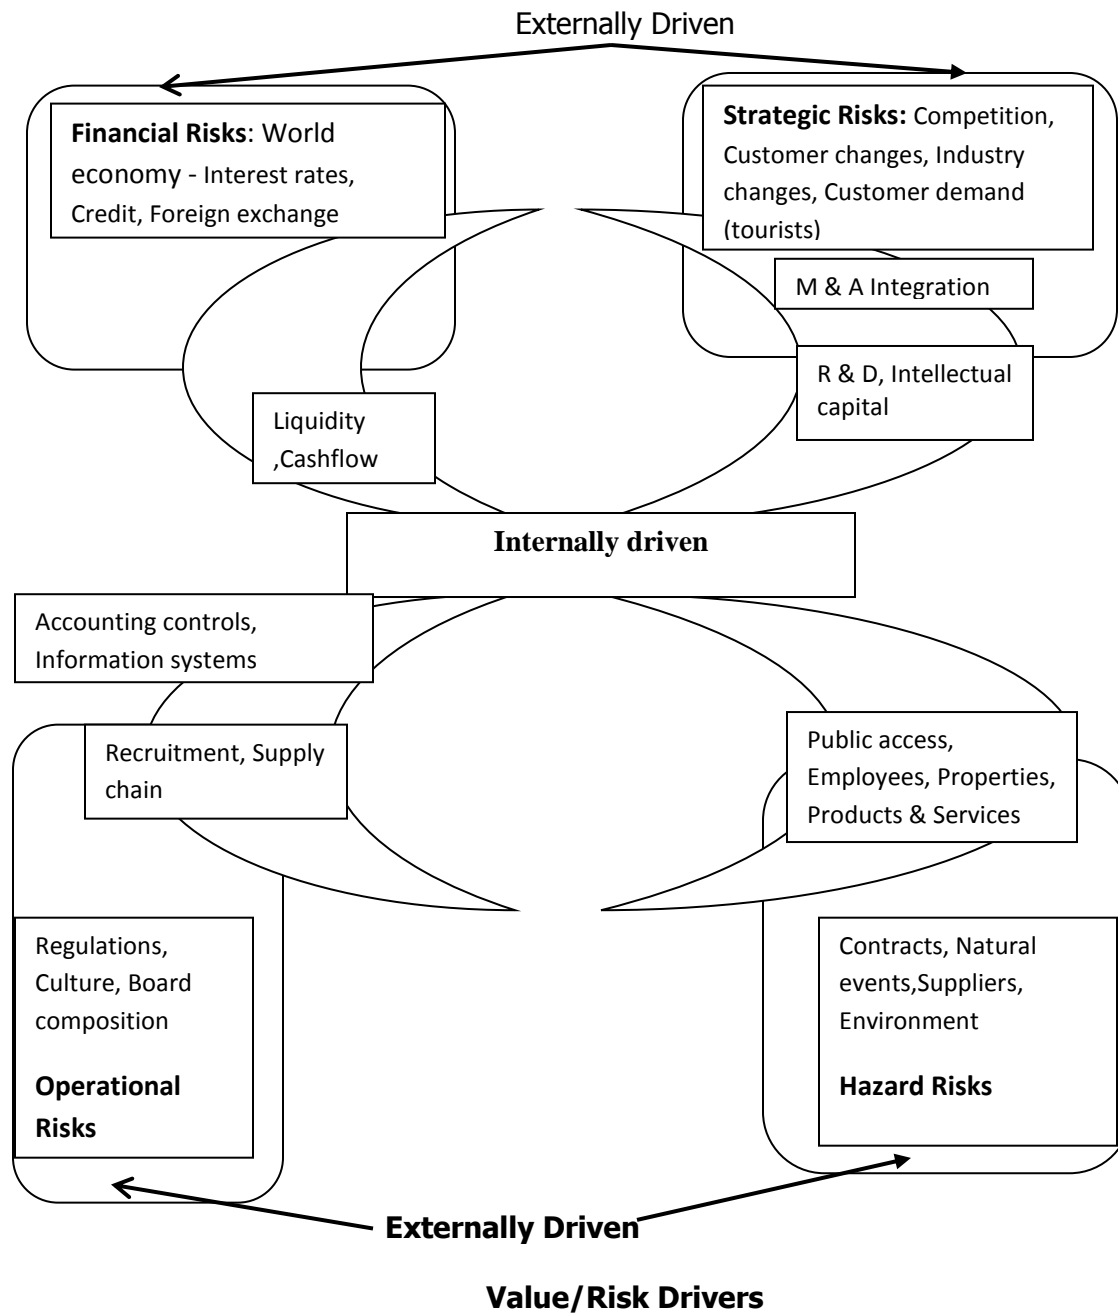 Externally Driven
Financial Risks: World
economy - Interest rates,
Credit, Foreign exchange
Strategic Risks: Competition,
Customer changes, Industry
changes, Customer demand
(tourists)
M & A Integration
R & D, Intellectual
capital
Liquidity
,Cashflow
Internally driven
Accounting controls,
Information systems
Recruitment, Supply
chain
Public access,
Employees, Properties,
Products & Services
Regulations,
Culture, Board
composition
Operational
Risks
Contracts, Natural
events,Suppliers,
Environment
Hazard Risks
Externally Driven
Value/Risk Drivers